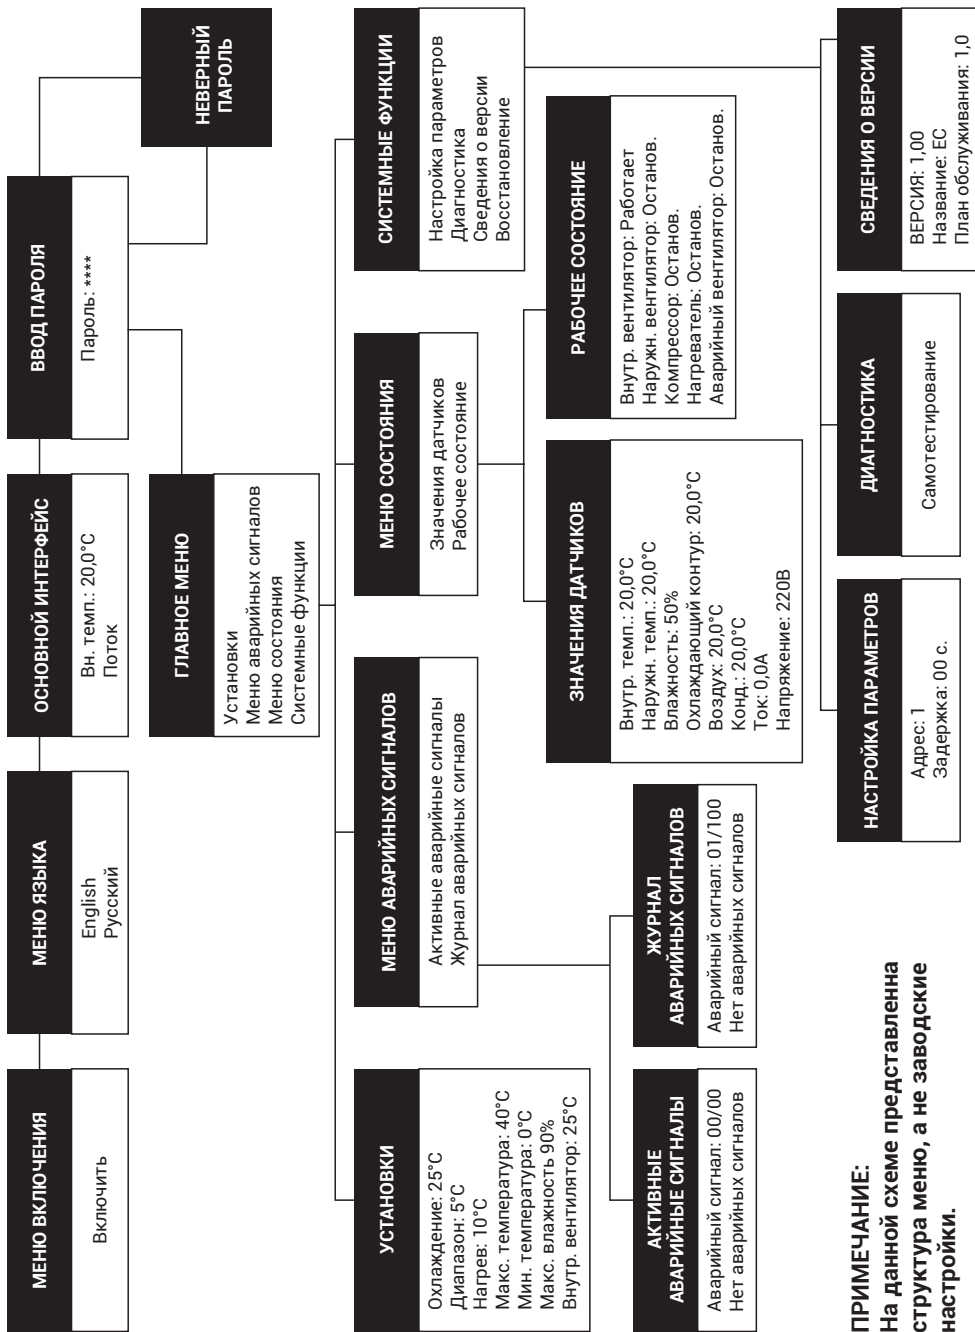 МЕНЮ ВКЛЮЧЕНИЯ
Включить
МЕНЮ ЯЗЫКА
English
Русский
ОСНОВНОЙ ИНТЕРФЕЙС
Вн. темп.: 20,0°C
Поток
ВВОД ПАРОЛЯ
Пароль: ****
НЕВЕРНЫЙ
ПАРОЛЬ
ГЛАВНОЕ МЕНЮ
Установки
Меню аварийных сигналов
Меню состояния
Системные функции
УСТАНОВКИ
Охлаждение: 25°C
Диапазон: 5°C
Нагрев: 10°C
Макс. температура: 40°C
Мин. температура: 0°C
Макс. влажность 90%
Внутр. вентилятор: 25°C
МЕНЮ АВАРИЙНЫХ СИГНАЛОВ
Активные аварийные сигналы
Журнал аварийных сигналов
МЕНЮ СОСТОЯНИЯ
Значения датчиков
Рабочее состояние
СИСТЕМНЫЕ ФУНКЦИИ
Настройка параметров
Диагностика
Сведения о версии
Восстановление
АКТИВНЫЕ
АВАРИЙНЫЕ СИГНАЛЫ
Аварийный сигнал: 00/00
Нет аварийных сигналов
ЖУРНАЛ
АВАРИЙНЫХ СИГНАЛОВ
Аварийный сигнал: 01/100
Нет аварийных сигналов
ЗНАЧЕНИЯ ДАТЧИКОВ
Внутр. темп.: 20,0°C
Наружн. темп.: 20,0°C
Влажность: 50%
Охлаждающий контур: 20,0°C
Воздух: 20,0°C
Конд.: 20,0°C
Ток: 0,0A
Напряжение: 220В
РАБОЧЕЕ СОСТОЯНИЕ
Внутр. вентилятор: Работает
Наружн. вентилятор: Останов.
Компрессор: Останов.
Нагреватель: Останов.
Аварийный вентилятор: Останов.
НАСТРОЙКА ПАРАМЕТРОВ
Адрес: 1
Задержка: 00 с.
ДИАГНОСТИКА
Самотестирование
СВЕДЕНИЯ О ВЕРСИИ
ВЕРСИЯ: 1,00
Название: EC
План обслуживания: 1,0
ПРИМЕЧАНИЕ:
На данной схеме представленна
структура меню, а не заводские
настройки.